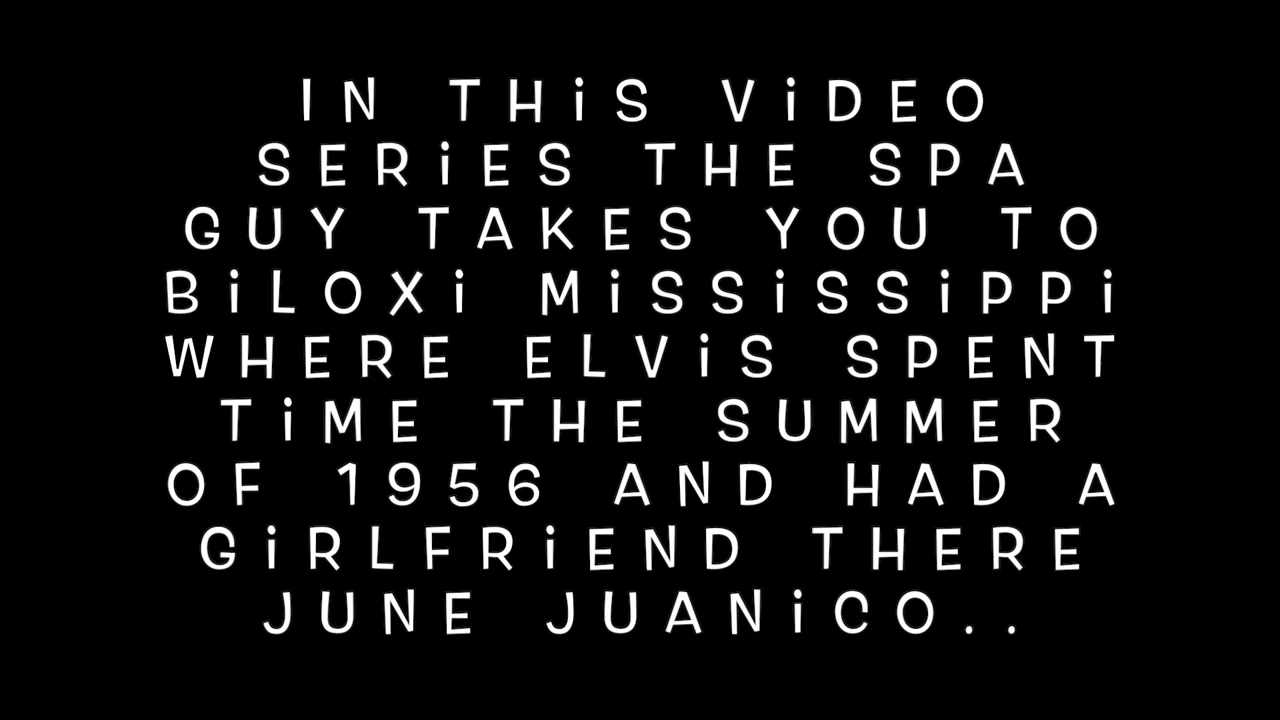 IN THiS ViDEO
SERiES THE SPA
GUY TAKES YOU TO
BiLOXi MiSSiSSiPPi
WHERE ELViS SPENT
TiME THE SUMMER
OF 1956 AND HAD A
GiRLFRiEND THERE
JUNE JUANiCO..